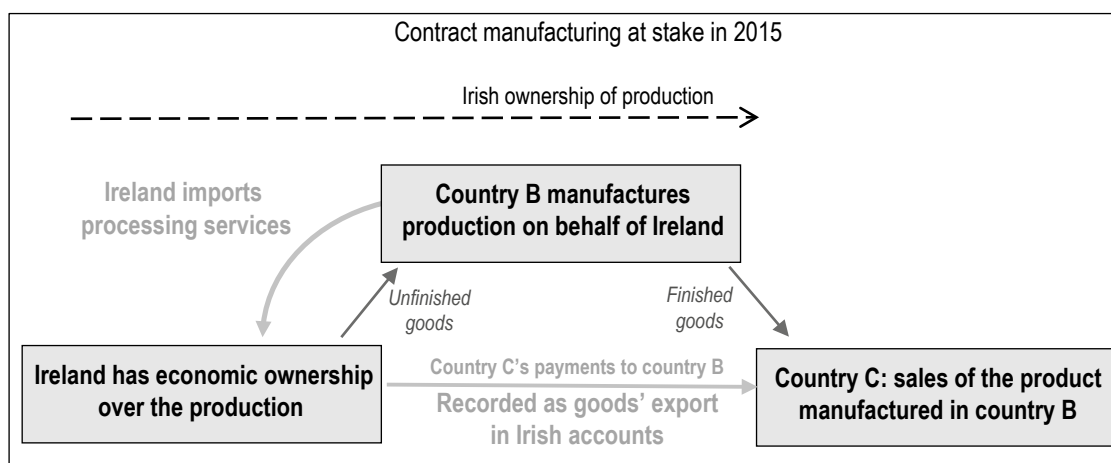 Contract manufacturing at stake in 2015
Irish ownership of production
Ireland imports
processing services
Country B manufactures
production on behalf of Ireland
Unfinished
goods
Finished
goods
Ireland has economic ownership
over the production
Country C's payments to country B
Recorded as goods' export
in Irish accounts
Country C: sales of the product
manufactured in country B